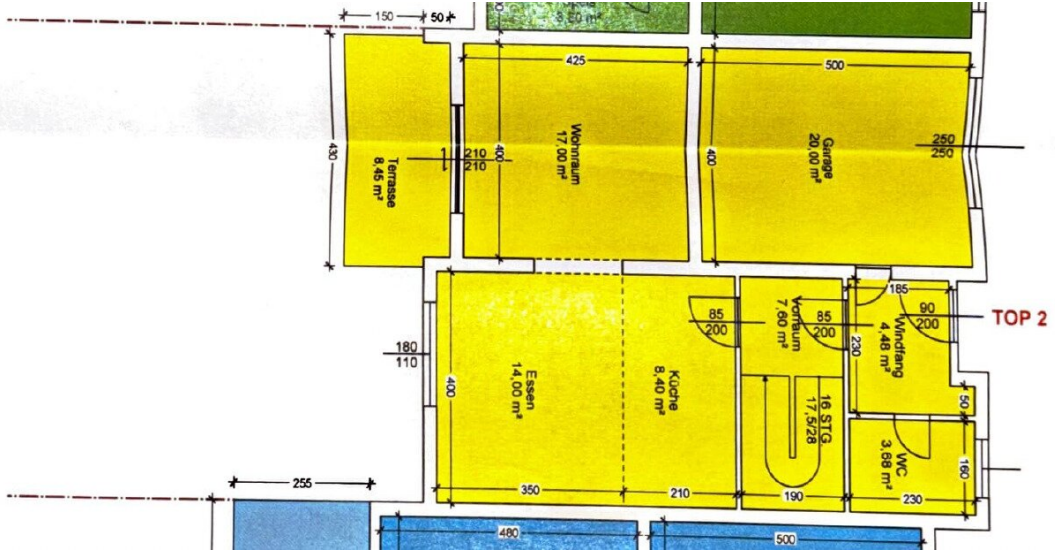 8,60 m²
150
50
425
500
430
Terrasse
8,45 m²
210
210
400
Wohnraum
17,00 m²
400
Garage
20,00 m²
250
250
180
110
400
Essen
14,00 m²
Küche
8,40 m²
85
200
Vorraum
7,60 m²
85
200
185
230
Windfang
4,48 m²
90
200
TOP 2
50
16 STG.
17,5/28
WC
3,68 m²
160
255
350
210
190
230
480
500